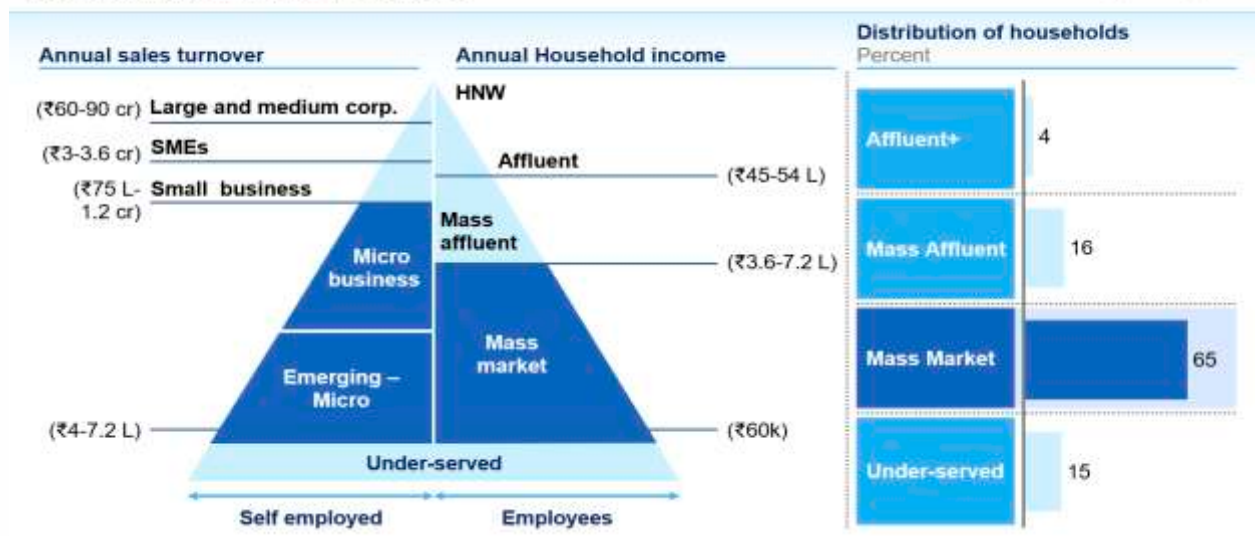 Annual sales turnover
Annual Household income
Distribution of households
Percent
(₹60-90 cr) Large and medium corp.
(₹3-3.6 cr) SMEs
(₹75 L- Small business
1.2 cr)
Micro
business
Emerging –
Micro
(₹4-7.2 L)
HNW
Affluent
(₹45-54 L)
Mass
affluent
(₹3.6-7.2 L)
Mass
market
(₹60k)
Under-served
Self employed
Employees
Affluent+ 4
Mass Affluent 16
Mass Market 65
Under-served 15